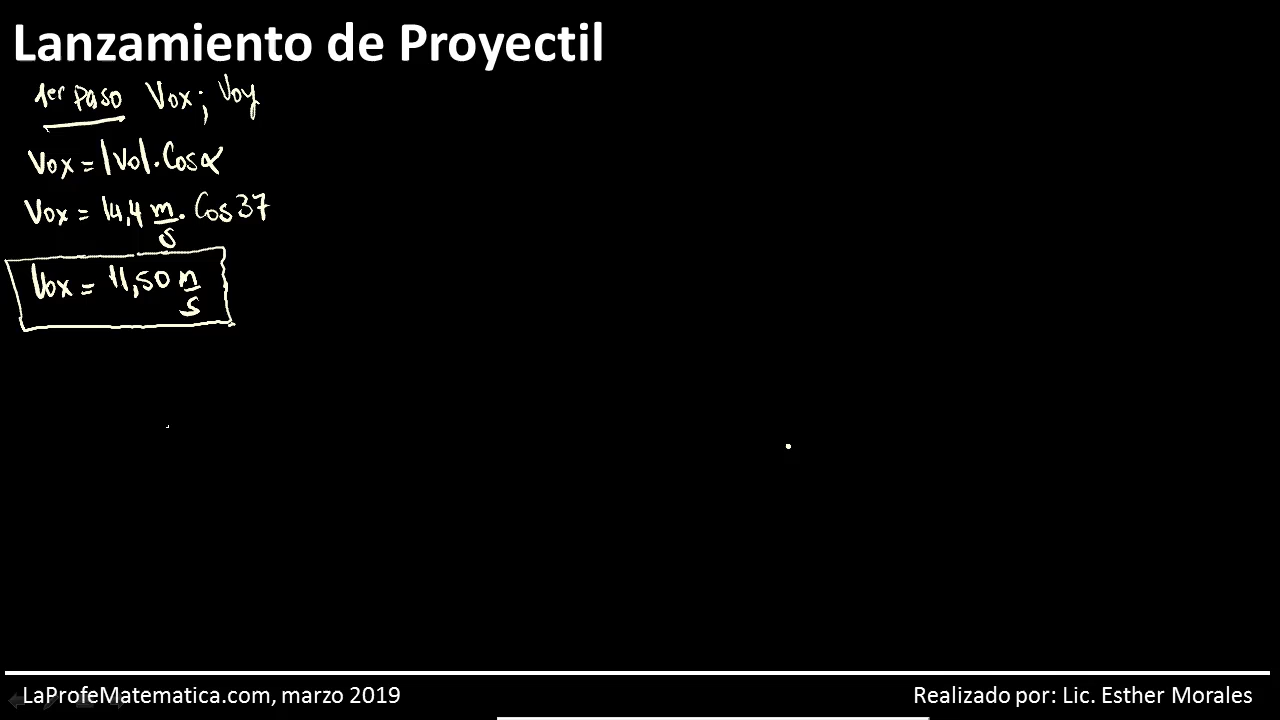 Lanzamiento de Proyectil
1er paso Vox ; Voy
Vox = |Vo|. Cos α
Vox = 14,4 m/s . Cos 37
Vox = 11,50 m/s
LaProfeMatematica.com, marzo 2019
Realizado por: Lic. Esther Morales